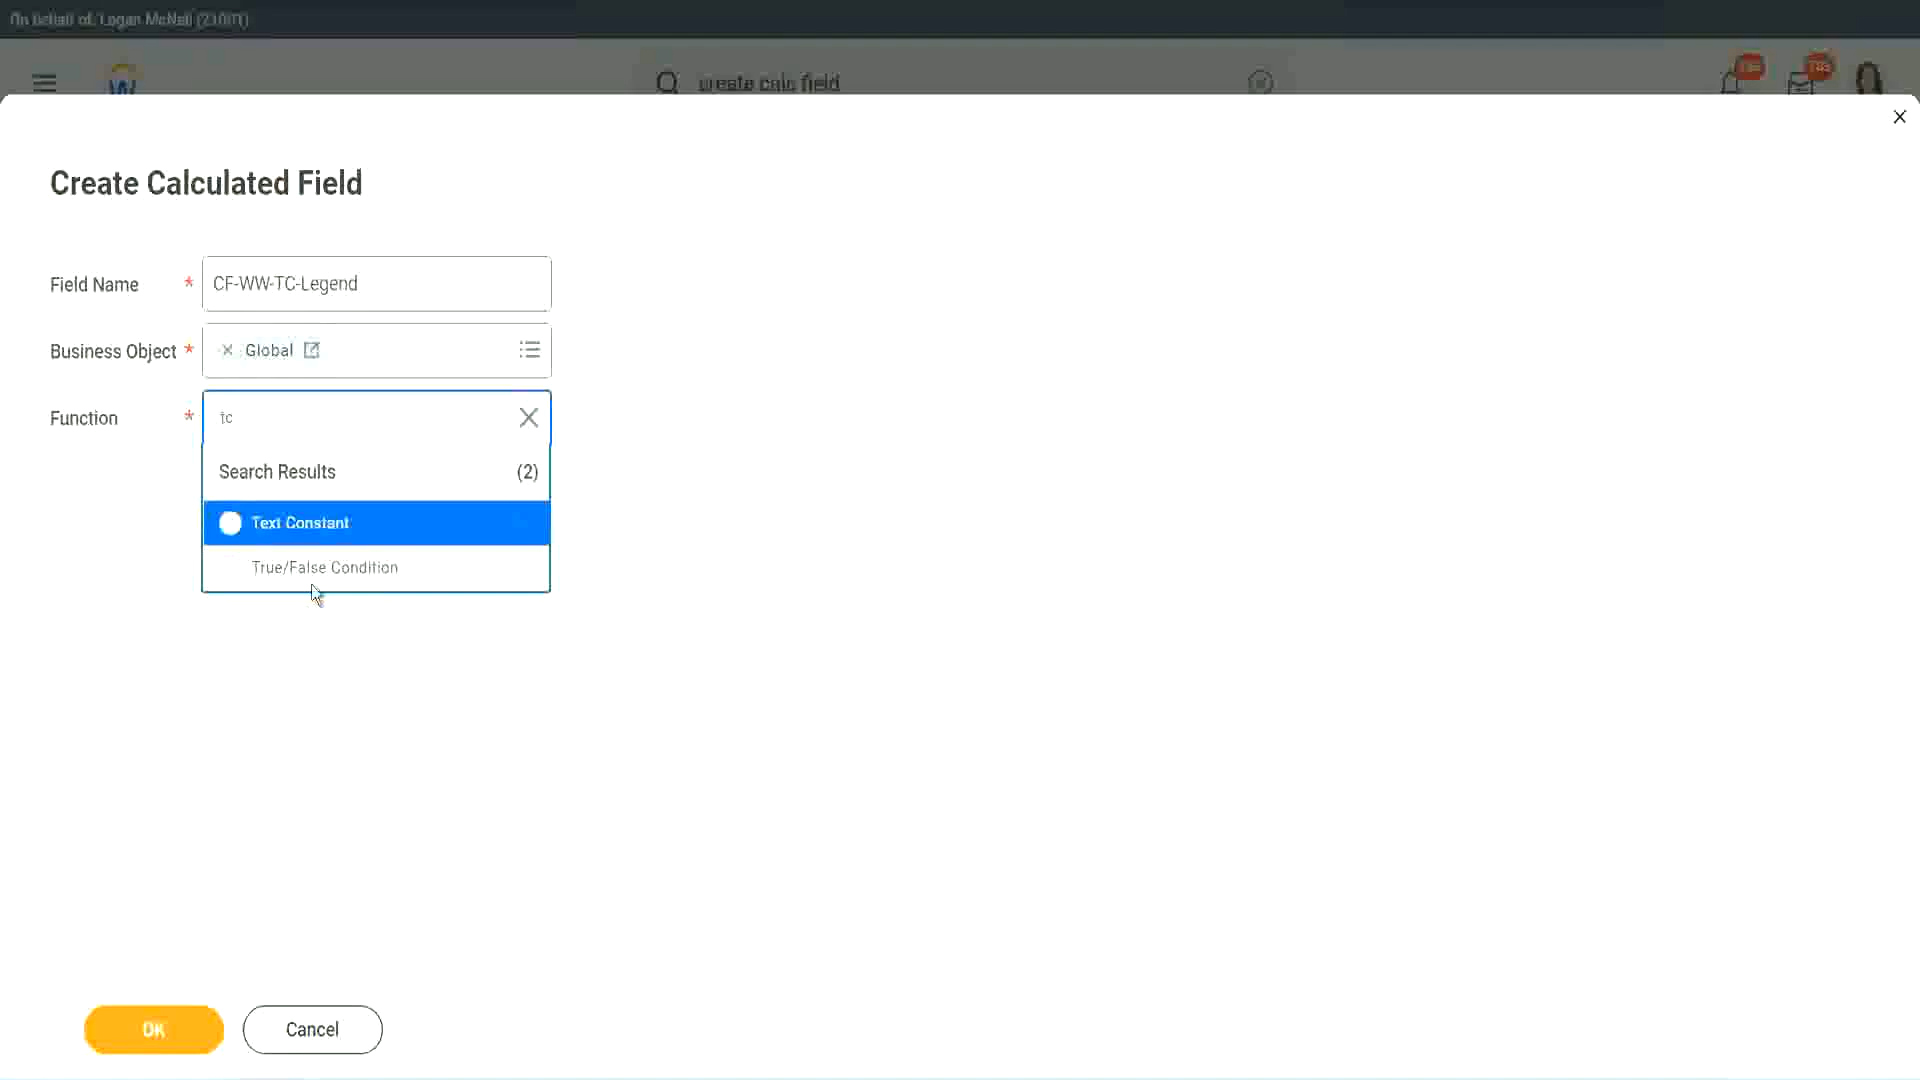 On behalf of: Logan McNeil (21001)
create calc field
Create Calculated Field
Field Name *
CF-WW-TC-Legend
Business Object *
Global
Function *
tc
Search Results (2)
Text Constant
True/False Condition
OK
Cancel